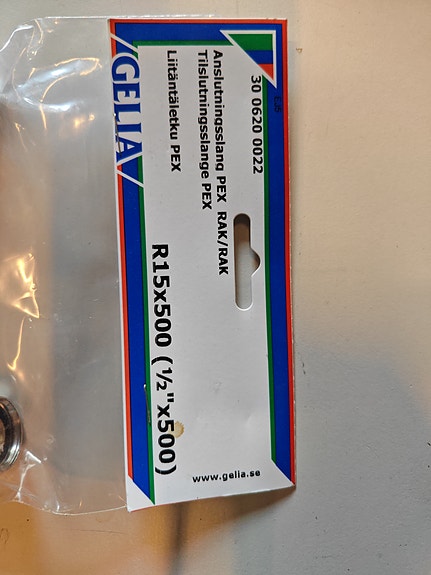 GELIA
30 0620 0022
Anslutningsslang PEX RAK/RAK
Tilslutningsslange PEX
Liitäntäletku PEX
R15x500 (½"x500)
www.gelia.se